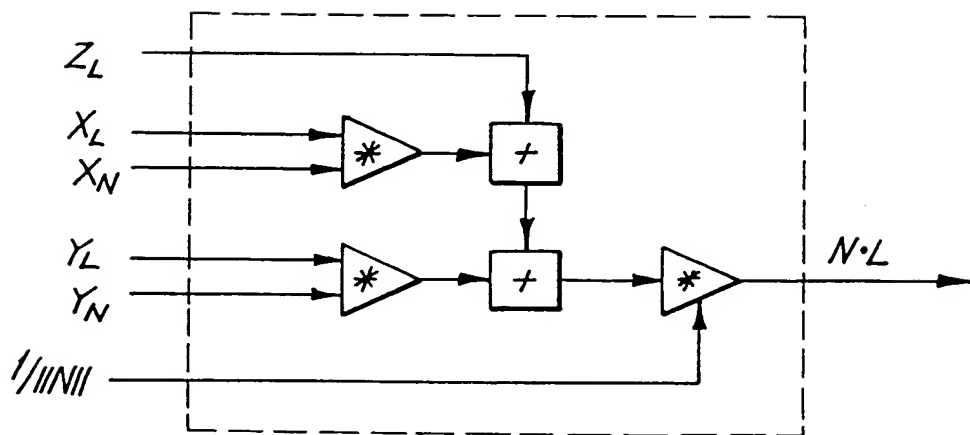 Z_L
X_L
*
+
X_N
Y_L
N·L
*
+
*
Y_N
1/||N||